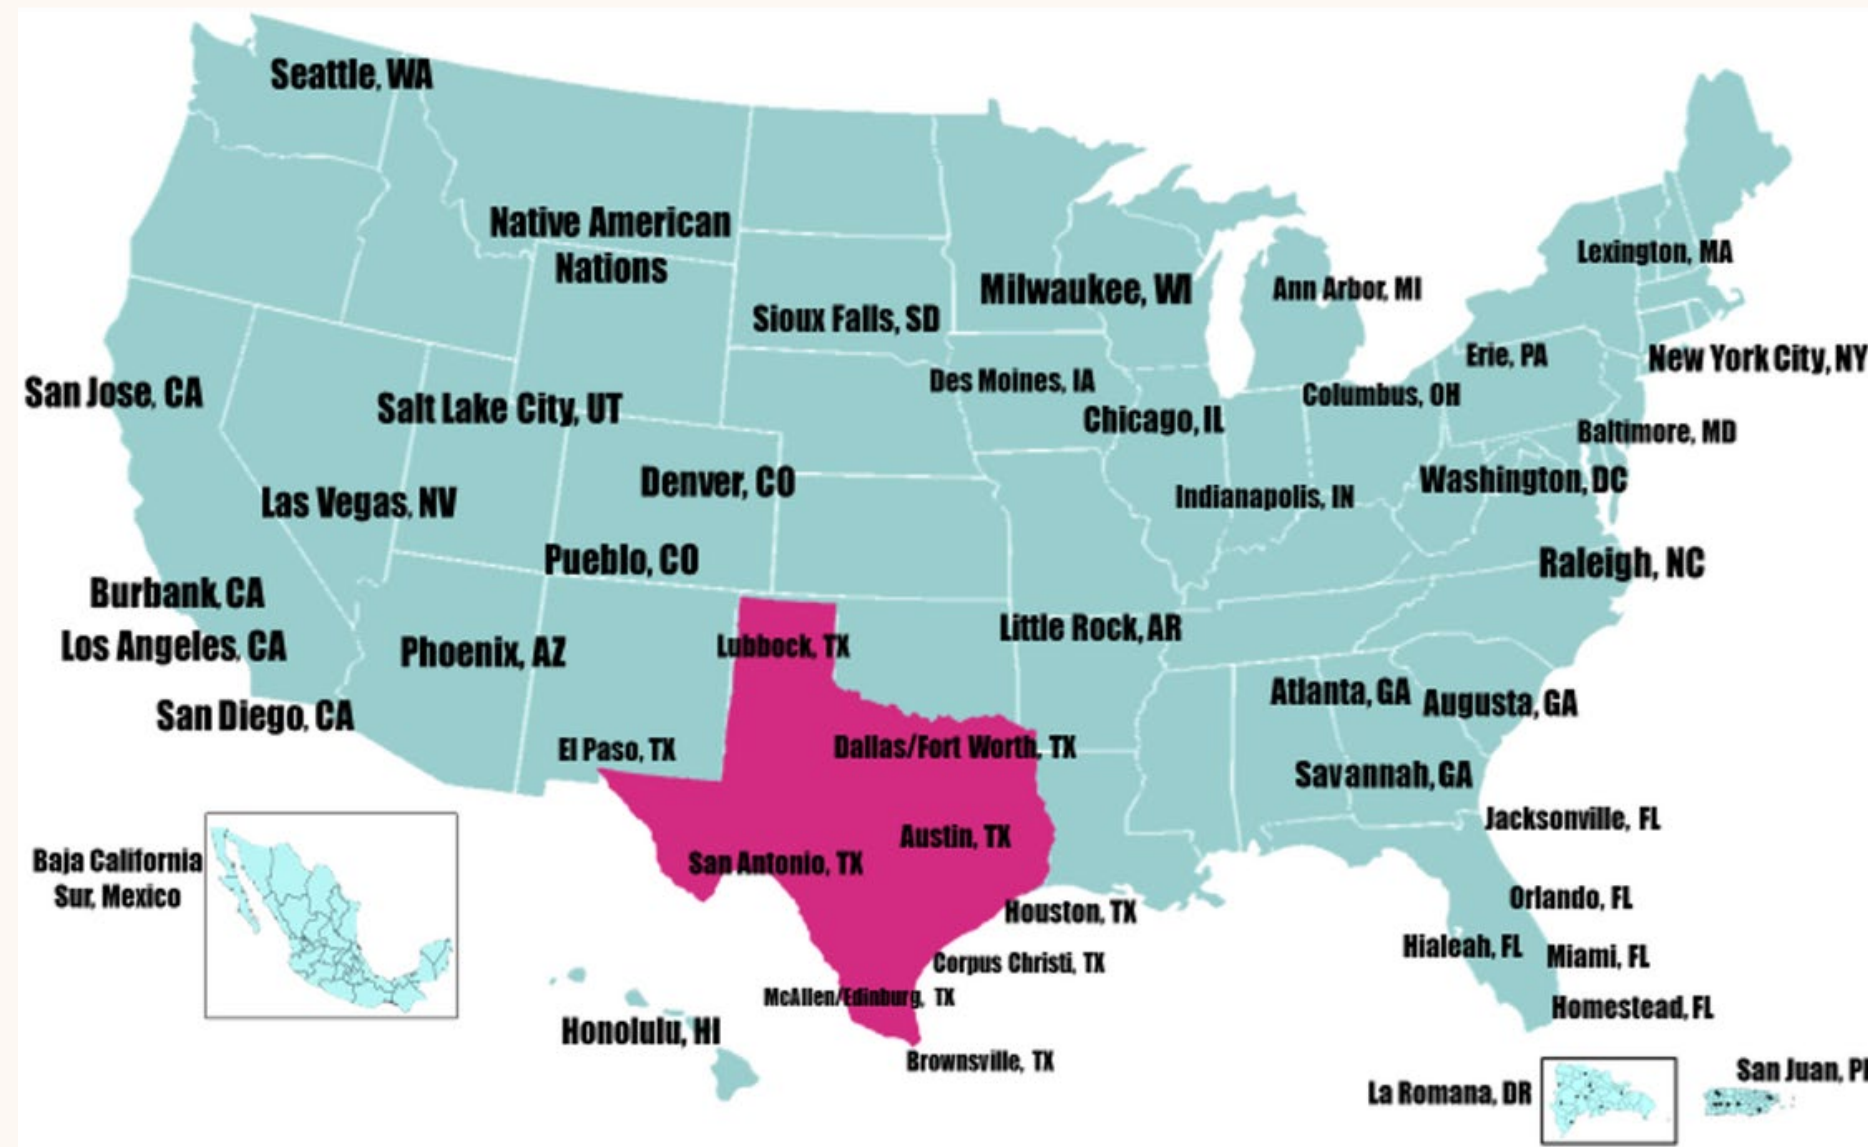 Seattle, WA
Native American
Nations
Lexington, MA
Milwaukee, WI
Ann Arbor, MI
Sioux Falls, SD
Erie, PA
New York City, NY
San Jose, CA
Salt Lake City, UT
Des Moines, IA
Columbus, OH
Chicago, IL
Baltimore, MD
Las Vegas, NV
Denver, CO
Indianapolis, IN
Washington, DC
Pueblo, CO
Raleigh, NC
Burbank, CA
Los Angeles, CA
Phoenix, AZ
Lubbock, TX
Little Rock, AR
San Diego, CA
Atlanta, GA
Augusta, GA
El Paso, TX
Dallas/Fort Worth, TX
Savannah, GA
Austin, TX
Jacksonville, FL
Baja California
Sur, Mexico
San Antonio, TX
Houston, TX
Orlando, FL
Hialeah, FL
Miami, FL
Corpus Christi, TX
McAllen/Edinburg, TX
Homestead, FL
Honolulu, HI
Brownsville, TX
La Romana, DR
San Juan, P